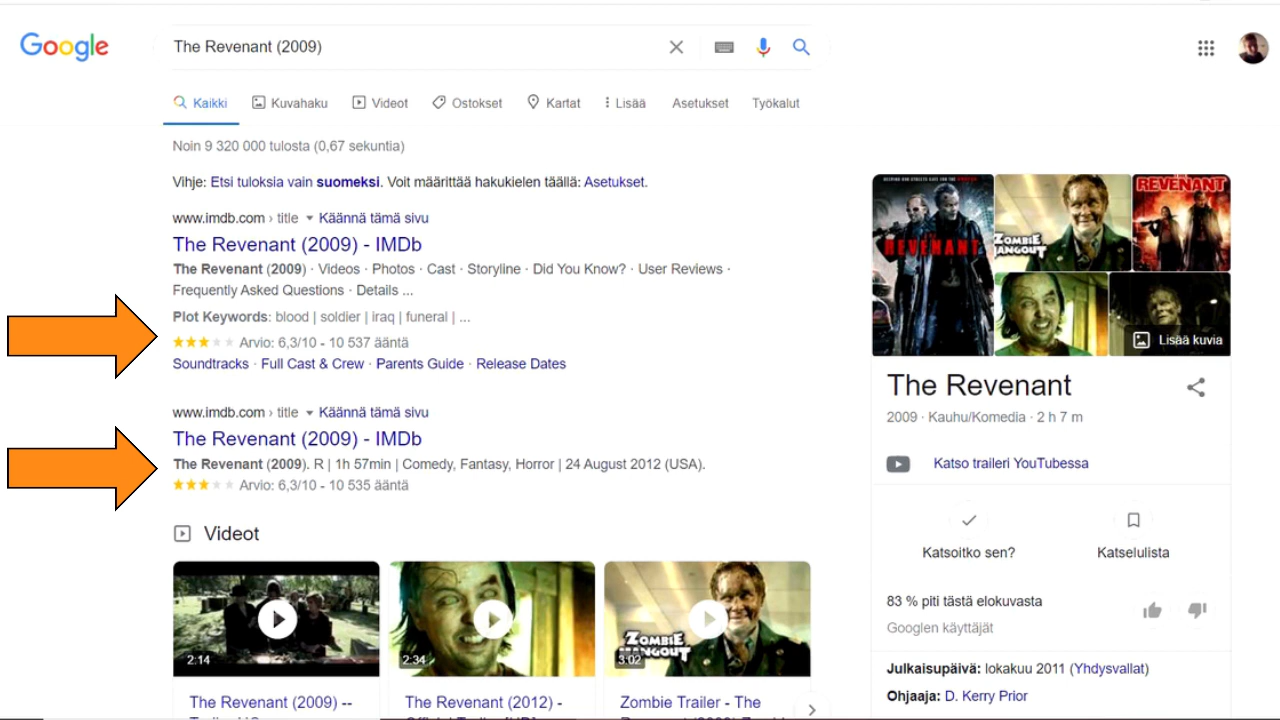 Google
The Revenant (2009)
Kaikki
Kuvahaku
Videot
Ostokset
Kartat
Lisää
Asetukset
Työkalut
Noin 9 320 000 tulosta (0,67 sekuntia)
Vihje: Etsi tuloksia vain suomeksi. Voit määrittää hakukielen täällä: Asetukset.
www.imdb.com › title Käännä tämä sivu
The Revenant (2009) - IMDb
The Revenant (2009) · Videos · Photos · Cast · Storyline · Did You Know? · User Reviews ·
Frequently Asked Questions · Details ...
Plot Keywords: blood | soldier | iraq | funeral | ...
Arvio: 6,3/10 - 10 537 ääntä
Soundtracks · Full Cast & Crew · Parents Guide · Release Dates
www.imdb.com › title Käännä tämä sivu
The Revenant (2009) - IMDb
The Revenant (2009). R | 1h 57min | Comedy, Fantasy, Horror | 24 August 2012 (USA).
Arvio: 6,3/10 - 10 535 ääntä
Videot
2:14
2:34
ZOMBIE
HANGOUT
3:02
The Revenant (2009) --
The Revenant (2012) -
Zombie Trailer - The
REVENANT
ZOMBIE
HANGOUT
REVENANT
Lisää kuvia
The Revenant
2009 · Kauhu/Komedia · 2 h 7 m
Katso traileri YouTubessa
Katsoitko sen?
Katselulista
83 % piti tästä elokuvasta
Googlen käyttäjät
Julkaisupäivä: lokakuu 2011 (Yhdysvallat)
Ohjaaja: D. Kerry Prior